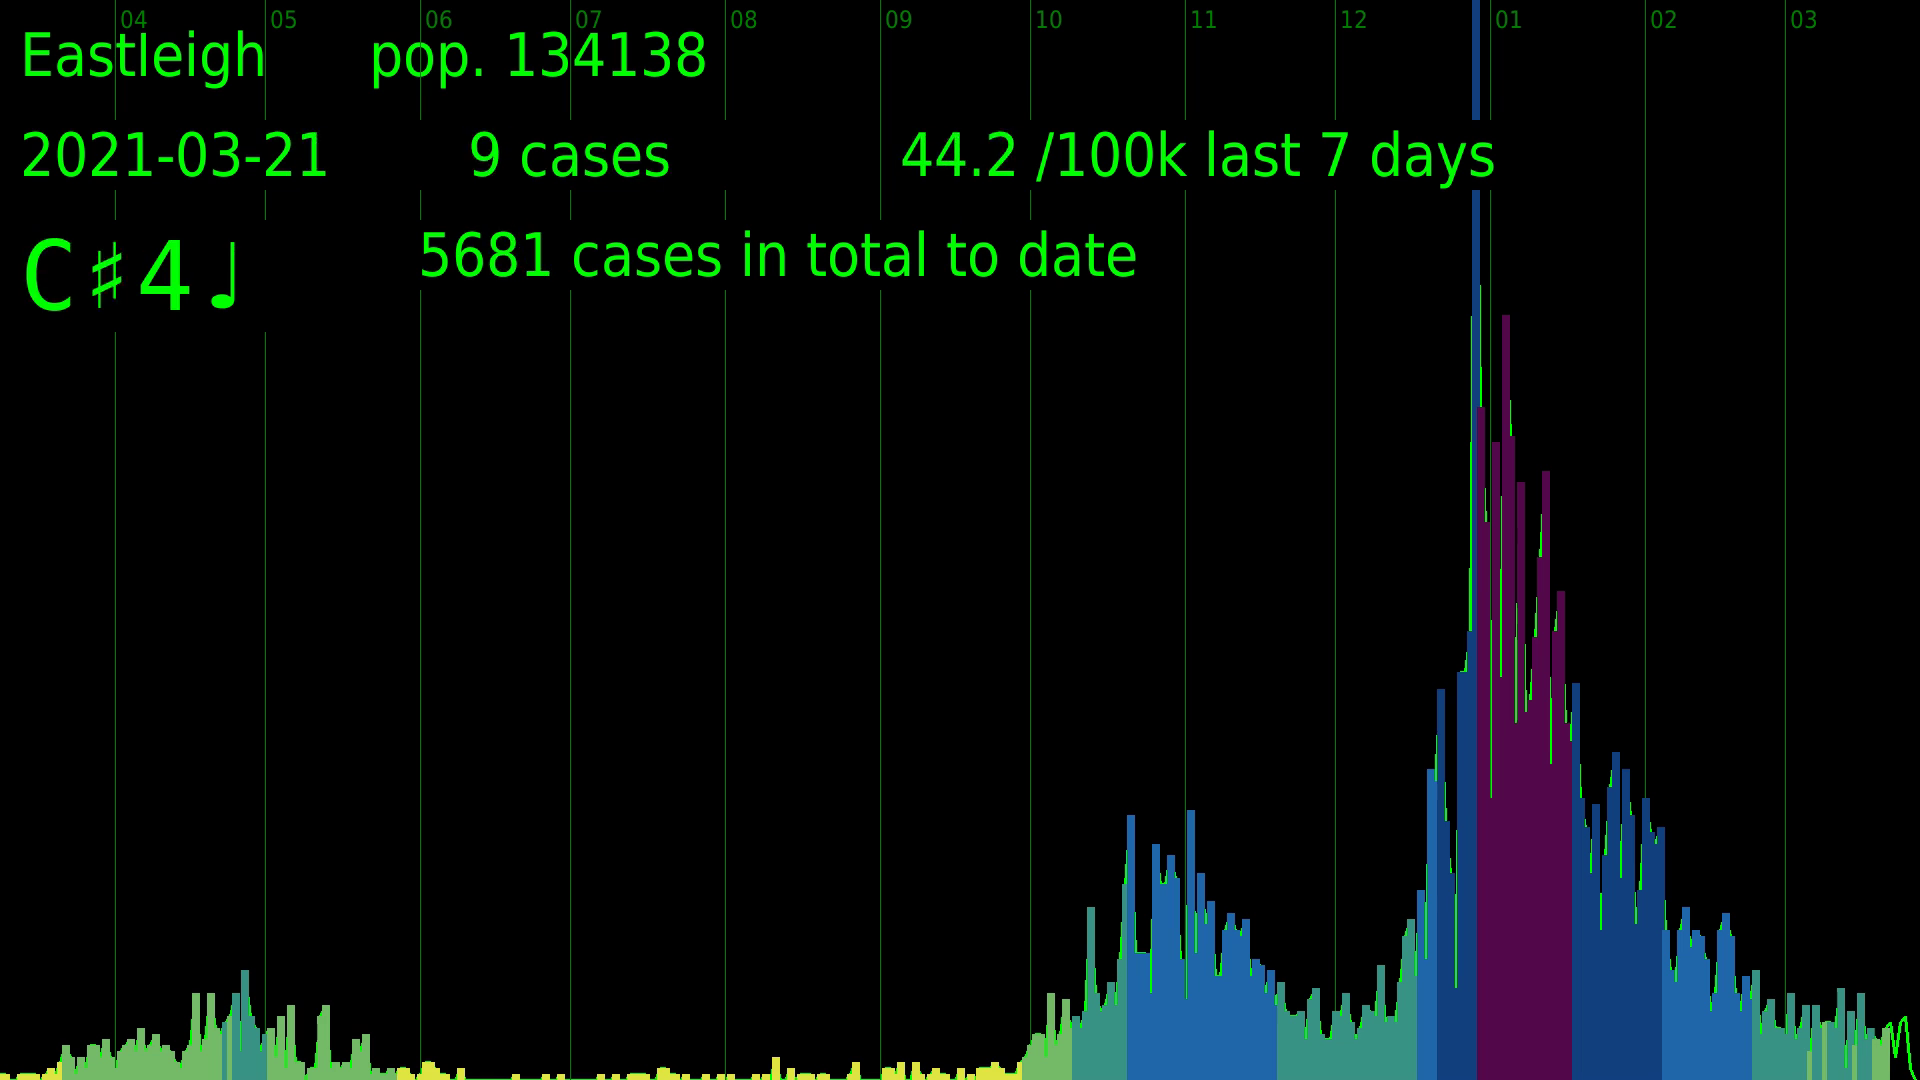 04 05 06 07 08 09 10 11 12 01 02 03
Eastleigh pop. 134138
2021-03-21 9 cases 44.2 /100k last 7 days
C♯4♩ 5681 cases in total to date